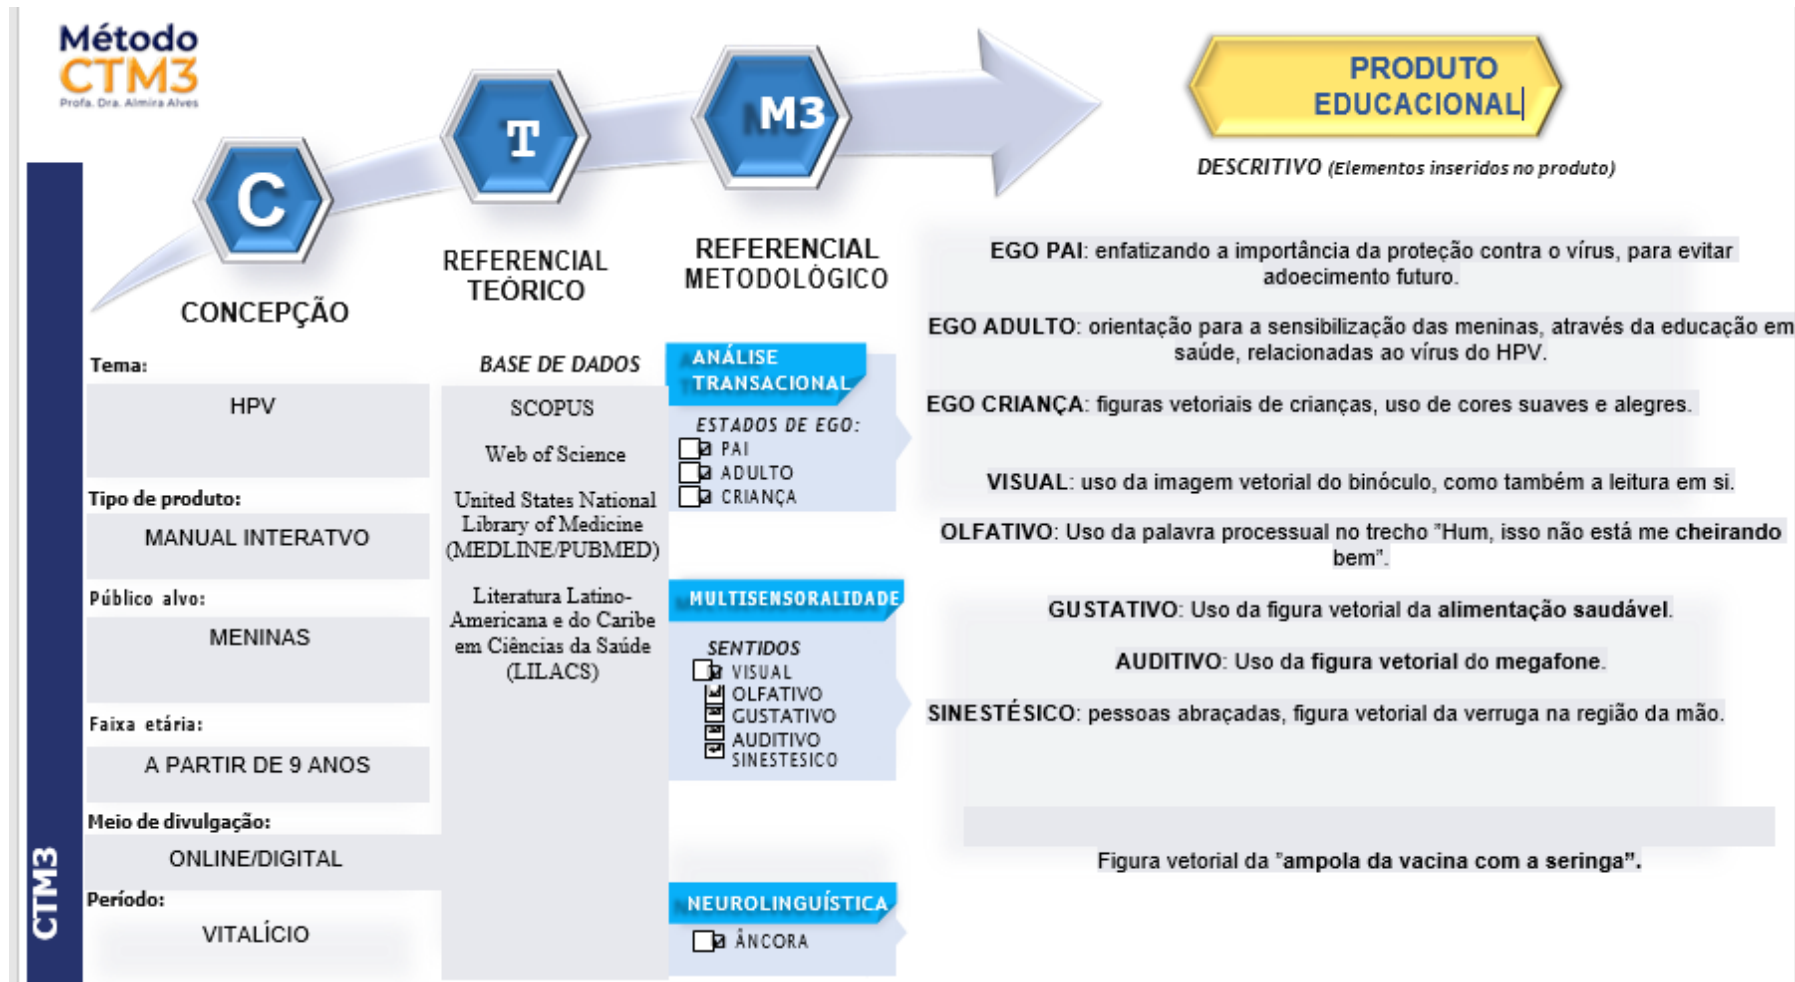 Método
CTM3
Profa. Dra. Almira Alves
C
T
M3
PRODUTO
EDUCACIONAL
DESCRITIVO (Elementos inseridos no produto)
CONCEPÇÃO
REFERENCIAL
TEÓRICO
REFERENCIAL
METODOLÓGICO
Tema:
HPV
Tipo de produto:
MANUAL INTERATVO
Público alvo:
MENINAS
Faixa etária:
A PARTIR DE 9 ANOS
Meio de divulgação:
ONLINE/DIGITAL
Período:
VITALÍCIO
CTM3
BASE DE DADOS
SCOPUS
Web of Science
United States National
Library of Medicine
(MEDLINE/PUBMED)
Literatura Latino-
Americana e do Caribe
em Ciências da Saúde
(LILACS)
ANÁLISE
TRANSACIONAL
ESTADOS DE EGO:
PAI
ADULTO
CRIANÇA
MULTISENSORALIDADE
SENTIDOS
VISUAL
OLFATIVO
GUSTATIVO
AUDITIVO
SINESTESICO
NEUROLINGUÍSTICA
ÂNCORA
EGO PAI: enfatizando a importância da proteção contra o vírus, para evitar
adoecimento futuro.
EGO ADULTO: orientação para a sensibilização das meninas, através da educação em
saúde, relacionadas ao vírus do HPV.
EGO CRIANÇA: figuras vetoriais de crianças, uso de cores suaves e alegres.
VISUAL: uso da imagem vetorial do binóculo, como também a leitura em si.
OLFATIVO: Uso da palavra processual no trecho "Hum, isso não está me cheirando
bem".
GUSTATIVO: Uso da figura vetorial da alimentação saudável.
AUDITIVO: Uso da figura vetorial do megafone.
SINESTÉSICO: pessoas abraçadas, figura vetorial da verruga na região da mão.
Figura vetorial da "ampola da vacina com a seringa".